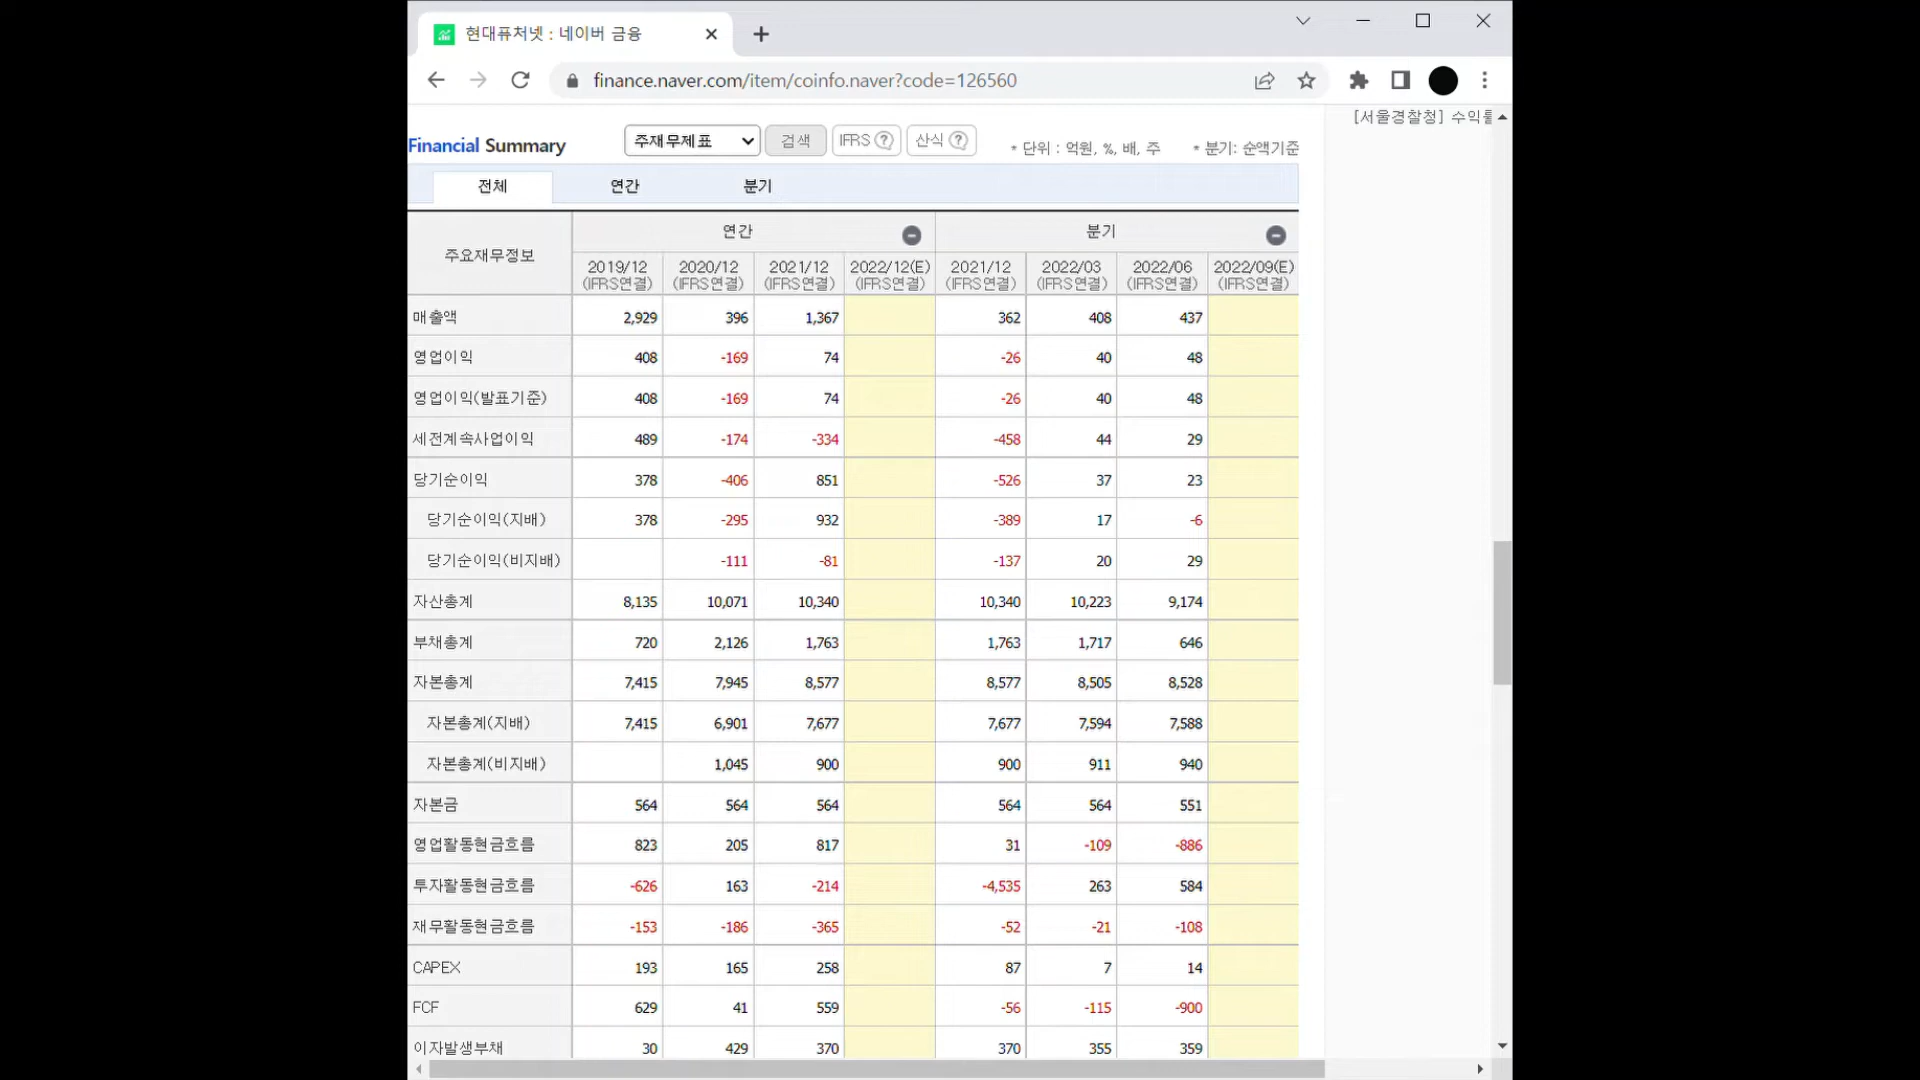 현대퓨처넷 : 네이버 금융
finance.naver.com/item/coinfo.naver?code=126560
[서울경찰청] 수익률
Financial Summary 주재무제표 검색 IFRS ? 산식 ? * 단위 : 억원, %, 배, 주 * 분기: 순액기준
전체 연간 분기
주요재무정보 연간 분기
2019/12 2020/12 2021/12 2022/12(E) 2021/12 2022/03 2022/06 2022/09(E)
(IFRS연결) (IFRS연결) (IFRS연결) (IFRS연결) (IFRS연결) (IFRS연결) (IFRS연결) (IFRS연결)
매출액 2,929 396 1,367 362 408 437
영업이익 408 -169 74 -26 40 48
영업이익(발표기준) 408 -169 74 -26 40 48
세전계속사업이익 489 -174 -334 -458 44 29
당기순이익 378 -406 851 -526 37 23
당기순이익(지배) 378 -295 932 -389 17 -6
당기순이익(비지배) -111 -81 -137 20 29
자산총계 8,135 10,071 10,340 10,340 10,223 9,174
부채총계 720 2,126 1,763 1,763 1,717 646
자본총계 7,415 7,945 8,577 8,577 8,505 8,528
자본총계(지배) 7,415 6,901 7,677 7,677 7,594 7,588
자본총계(비지배) 1,045 900 900 911 940
자본금 564 564 564 564 564 551
영업활동현금흐름 823 205 817 31 -109 -886
투자활동현금흐름 -626 163 -214 -4,535 263 584
재무활동현금흐름 -153 -186 -365 -52 -21 -108
CAPEX 193 165 258 87 7 14
FCF 629 41 559 -56 -115 -900
이자발생부채 30 429 370 370 355 359